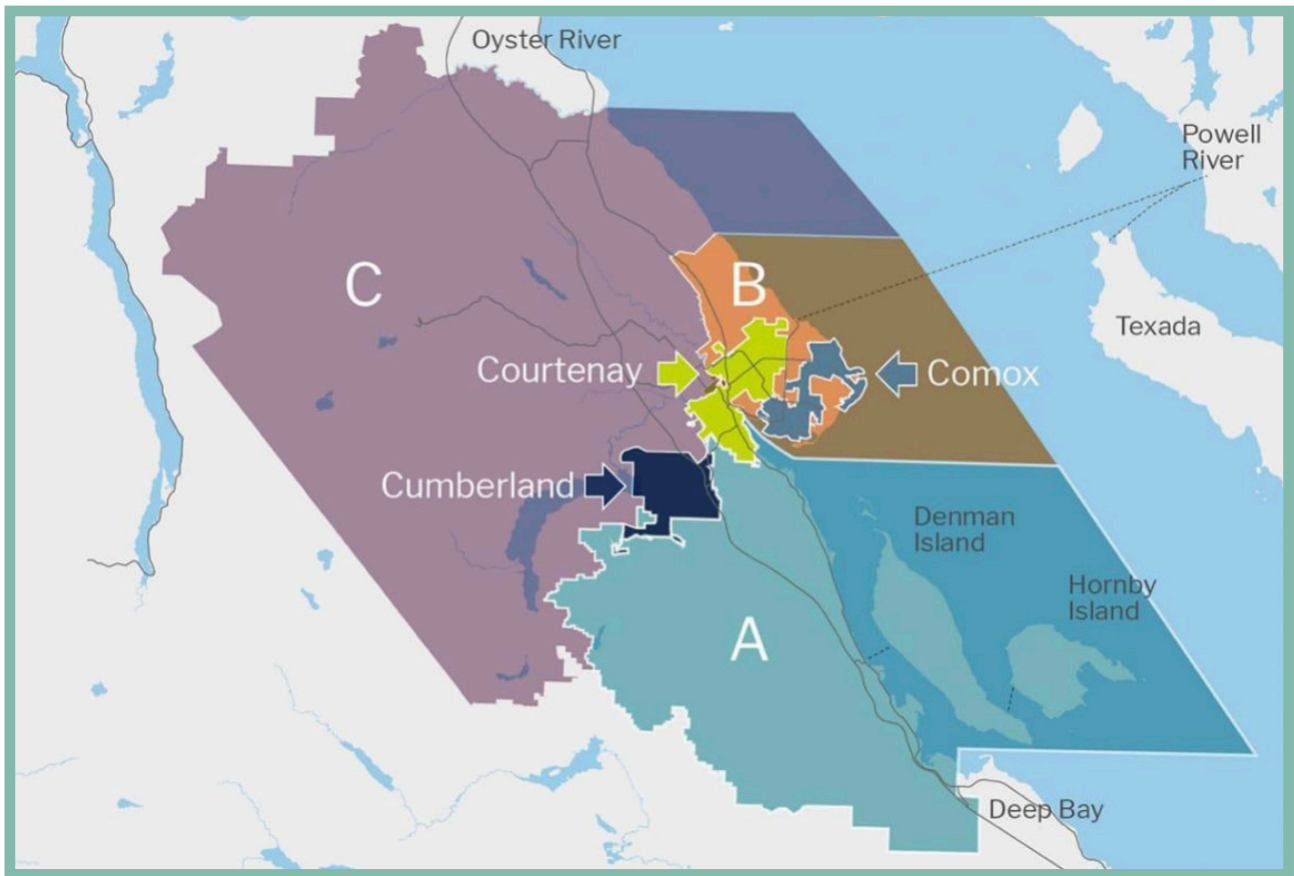 Oyster River
Powell
River
C
B
Texada
Courtenay
Comox
Cumberland
Denman
Island
Hornby
Island
A
Deep Bay